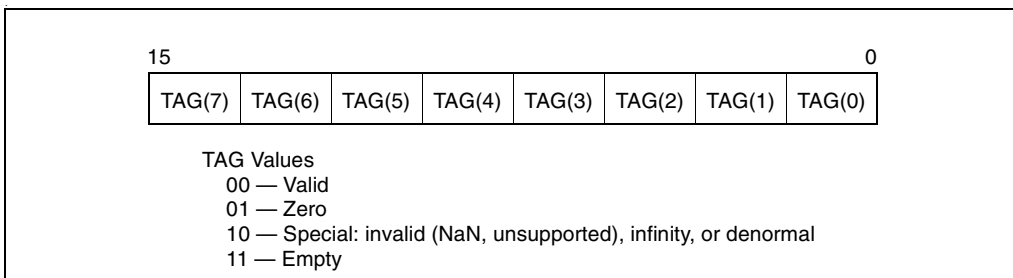 15 0
TAG(7) TAG(6) TAG(5) TAG(4) TAG(3) TAG(2) TAG(1) TAG(0)
TAG Values
00 — Valid
01 — Zero
10 — Special: invalid (NaN, unsupported), infinity, or denormal
11 — Empty